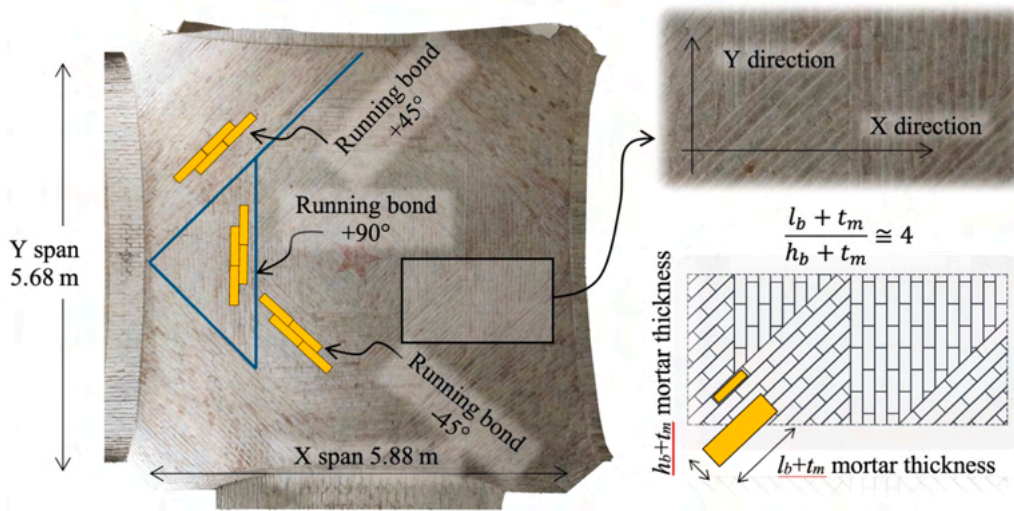 Running bond
+45°
Running bond
+90°
Running bond
-45°
Y span
5.68 m
X span 5.88 m
Y direction
X direction
l_b + t_m
h_b + t_m
≅ 4
h_b+t_m mortar thickness
l_b+t_m mortar thickness